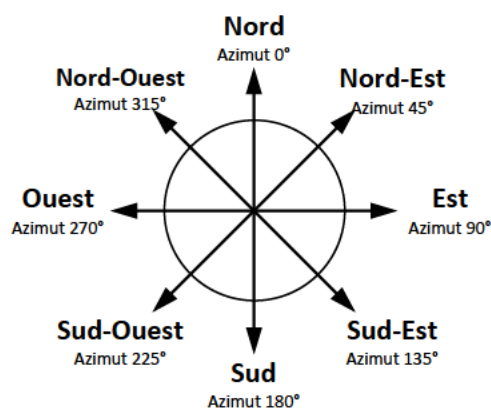 Nord
Azimut 0°
Nord-Ouest
Azimut 315°
Nord-Est
Azimut 45°
Ouest
Azimut 270°
Est
Azimut 90°
Sud-Ouest
Azimut 225°
Sud-Est
Azimut 135°
Sud
Azimut 180°